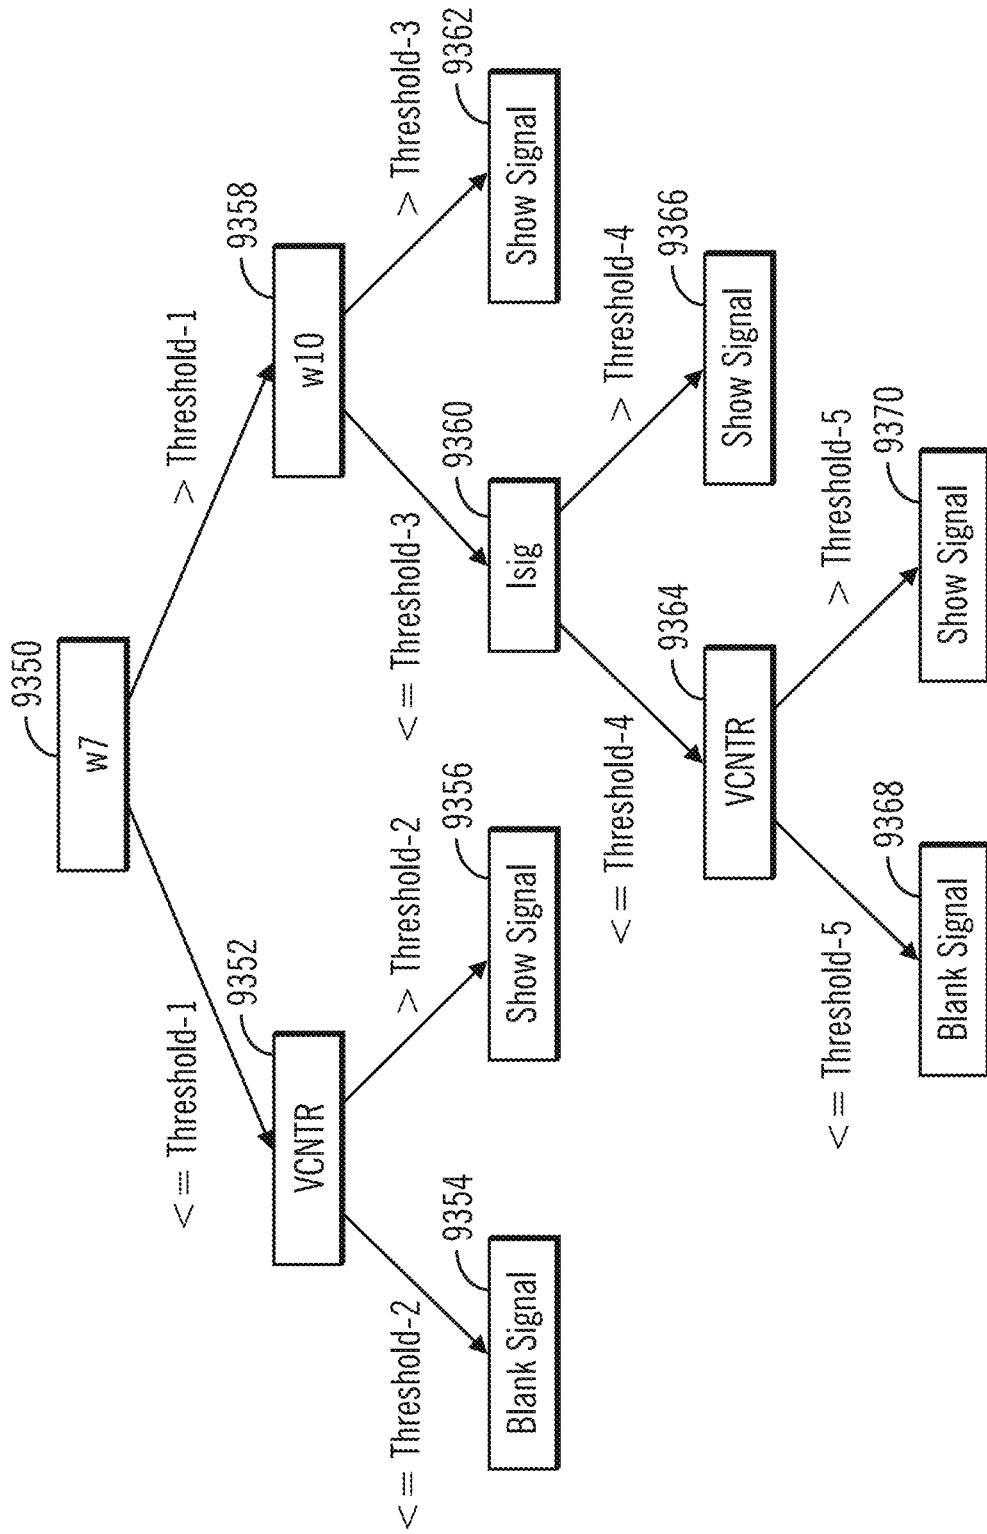 9350
w7
<= Threshold-1
> Threshold-1
9352
VCNTR
9358
w10
<= Threshold-2
> Threshold-2
<= Threshold-3
> Threshold-3
9354
Blank Signal
9356
Show Signal
9360
Isig
9362
Show Signal
<= Threshold-4
> Threshold-4
9364
VCNTR
9366
Show Signal
<= Threshold-5
> Threshold-5
9368
Blank Signal
9370
Show Signal